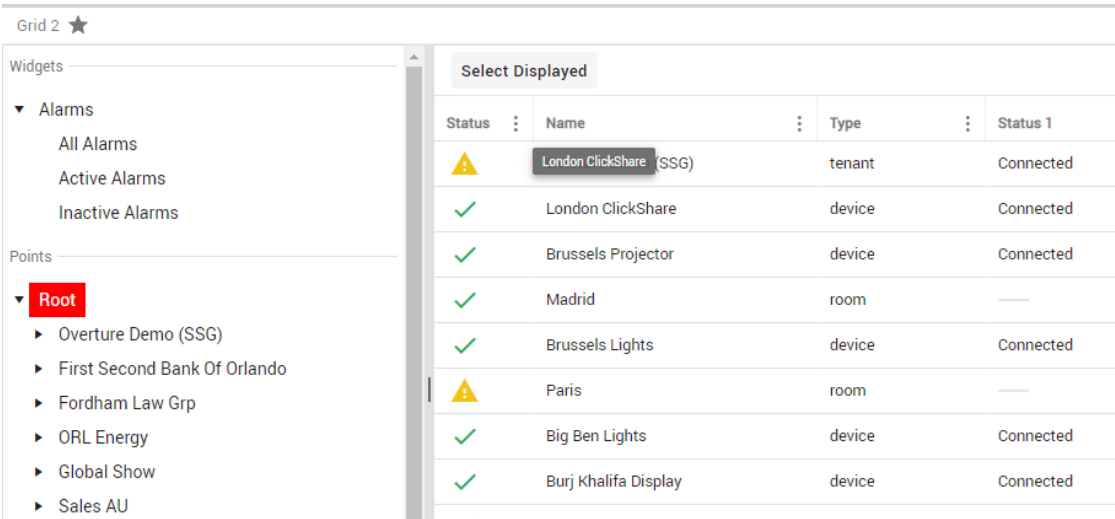 Grid 2
Widgets
Alarms
All Alarms
Active Alarms
Inactive Alarms
Points
Root
Overture Demo (SSG)
First Second Bank Of Orlando
Fordham Law Grp
ORL Energy
Global Show
Sales AU
Select Displayed
Status Name Type Status 1
London ClickShare (SSG) tenant Connected
London ClickShare device Connected
Brussels Projector device Connected
Madrid room
Brussels Lights device Connected
Paris room
Big Ben Lights device Connected
Burj Khalifa Display device Connected